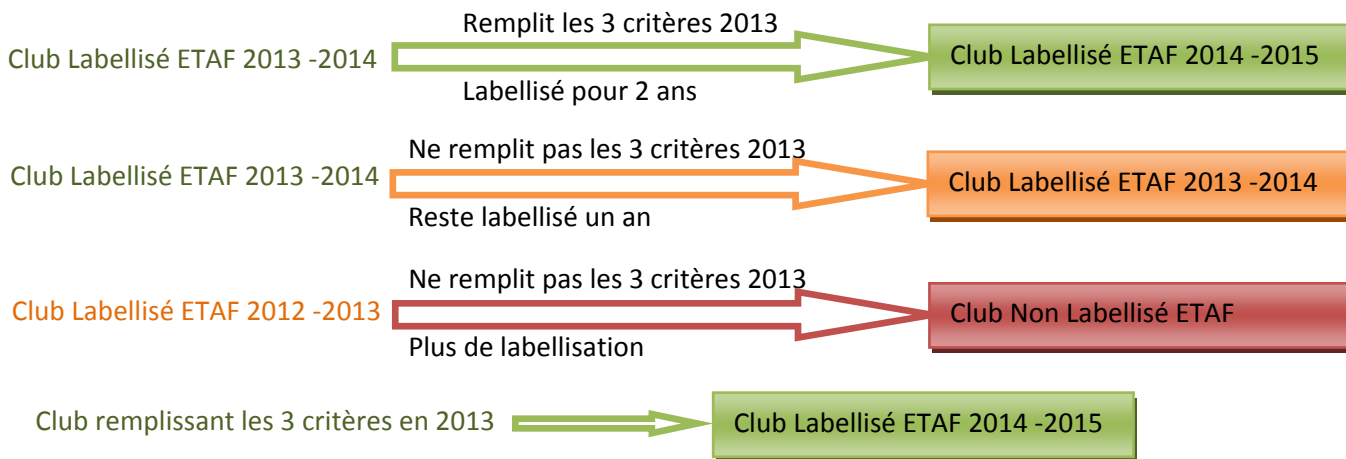 Remplit les 3 critères 2013
Club Labellisé ETAF 2013 -2014
Club Labellisé ETAF 2014 -2015
Labellisé pour 2 ans
Ne remplit pas les 3 critères 2013
Club Labellisé ETAF 2013 -2014
Club Labellisé ETAF 2013 -2014
Reste labellisé un an
Ne remplit pas les 3 critères 2013
Club Labellisé ETAF 2012 -2013
Club Non Labellisé ETAF
Plus de labellisation
Club remplissant les 3 critères en 2013
Club Labellisé ETAF 2014 -2015